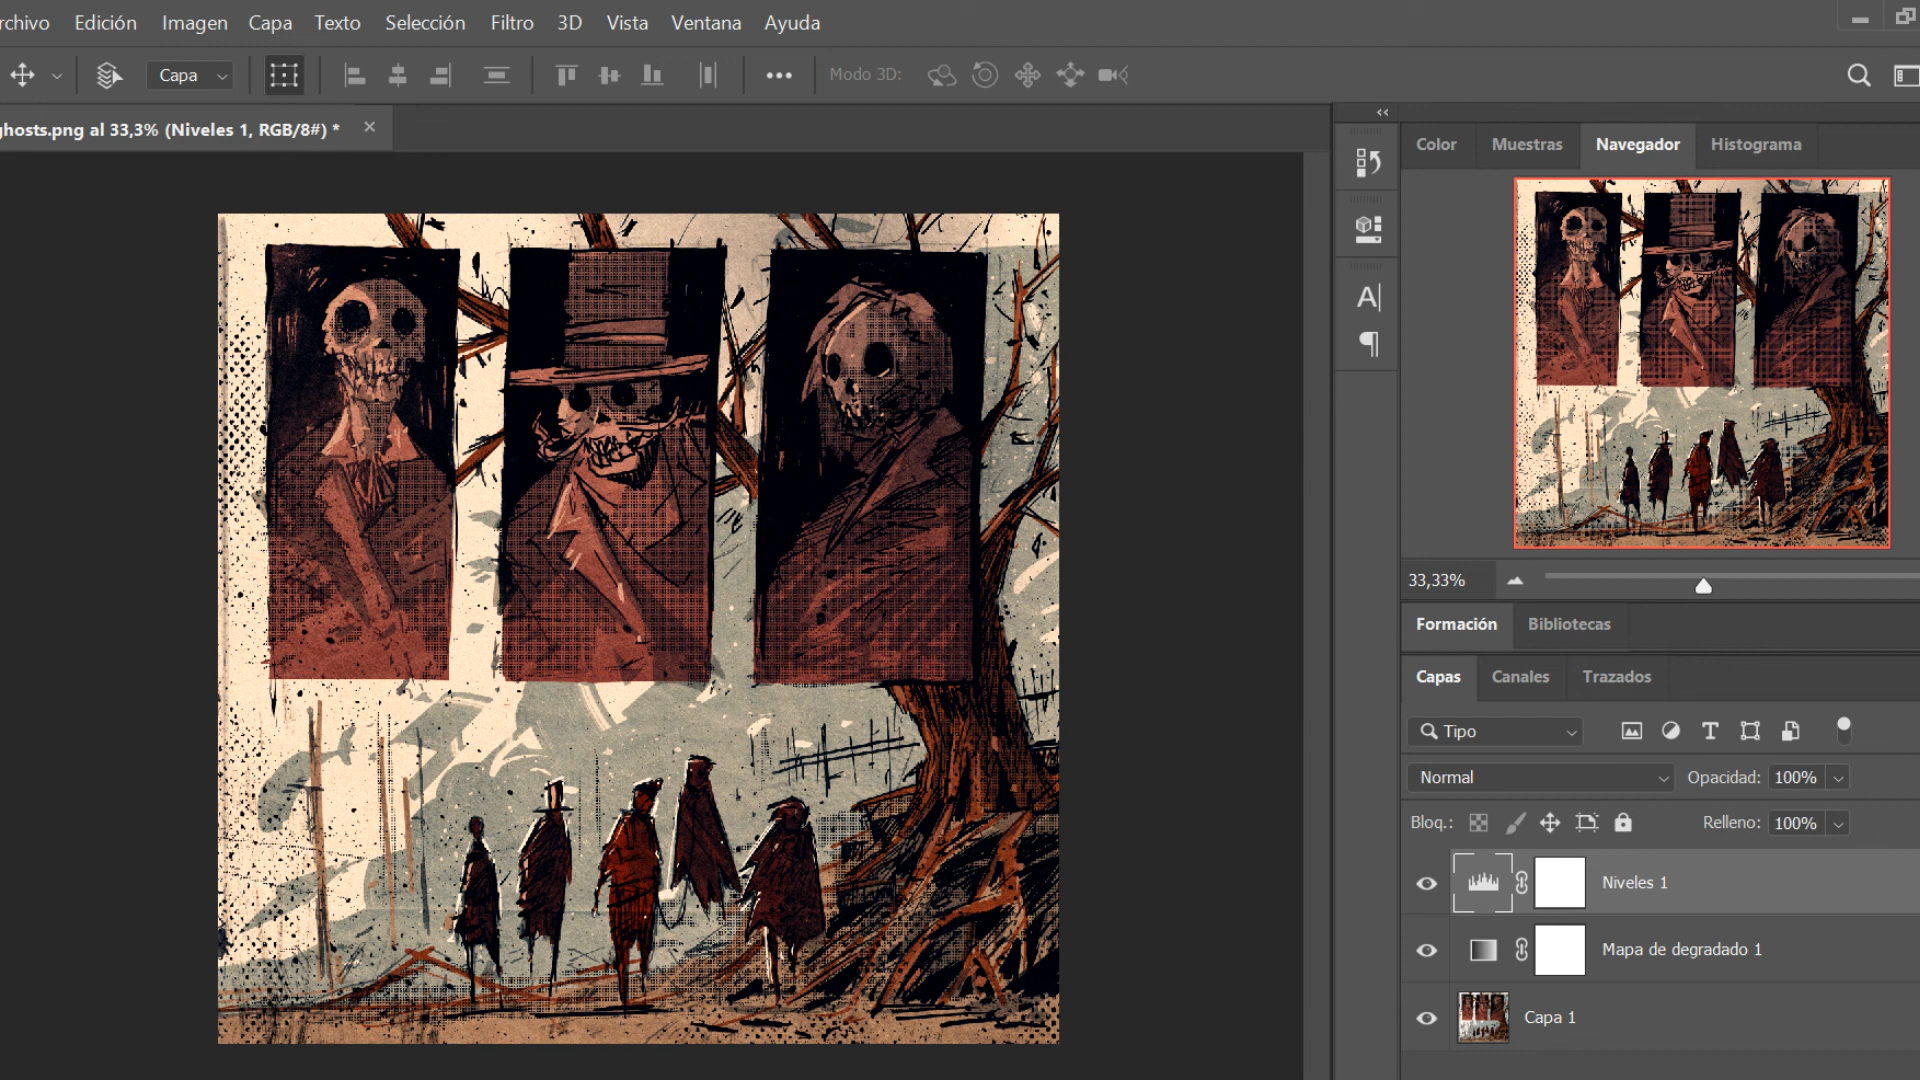 rchivo Edición Imagen Capa Texto Selección Filtro 3D Vista Ventana Ayuda
Capa Modo 3D:
ghosts.png al 33,3% (Niveles 1, RGB/8#) *
Color Muestras Navegador Histograma
33,33%
Formación Bibliotecas
Capas Canales Trazados
Tipo
Normal Opacidad: 100%
Bloq.: Relleno: 100%
Niveles 1
Mapa de degradado 1
Capa 1